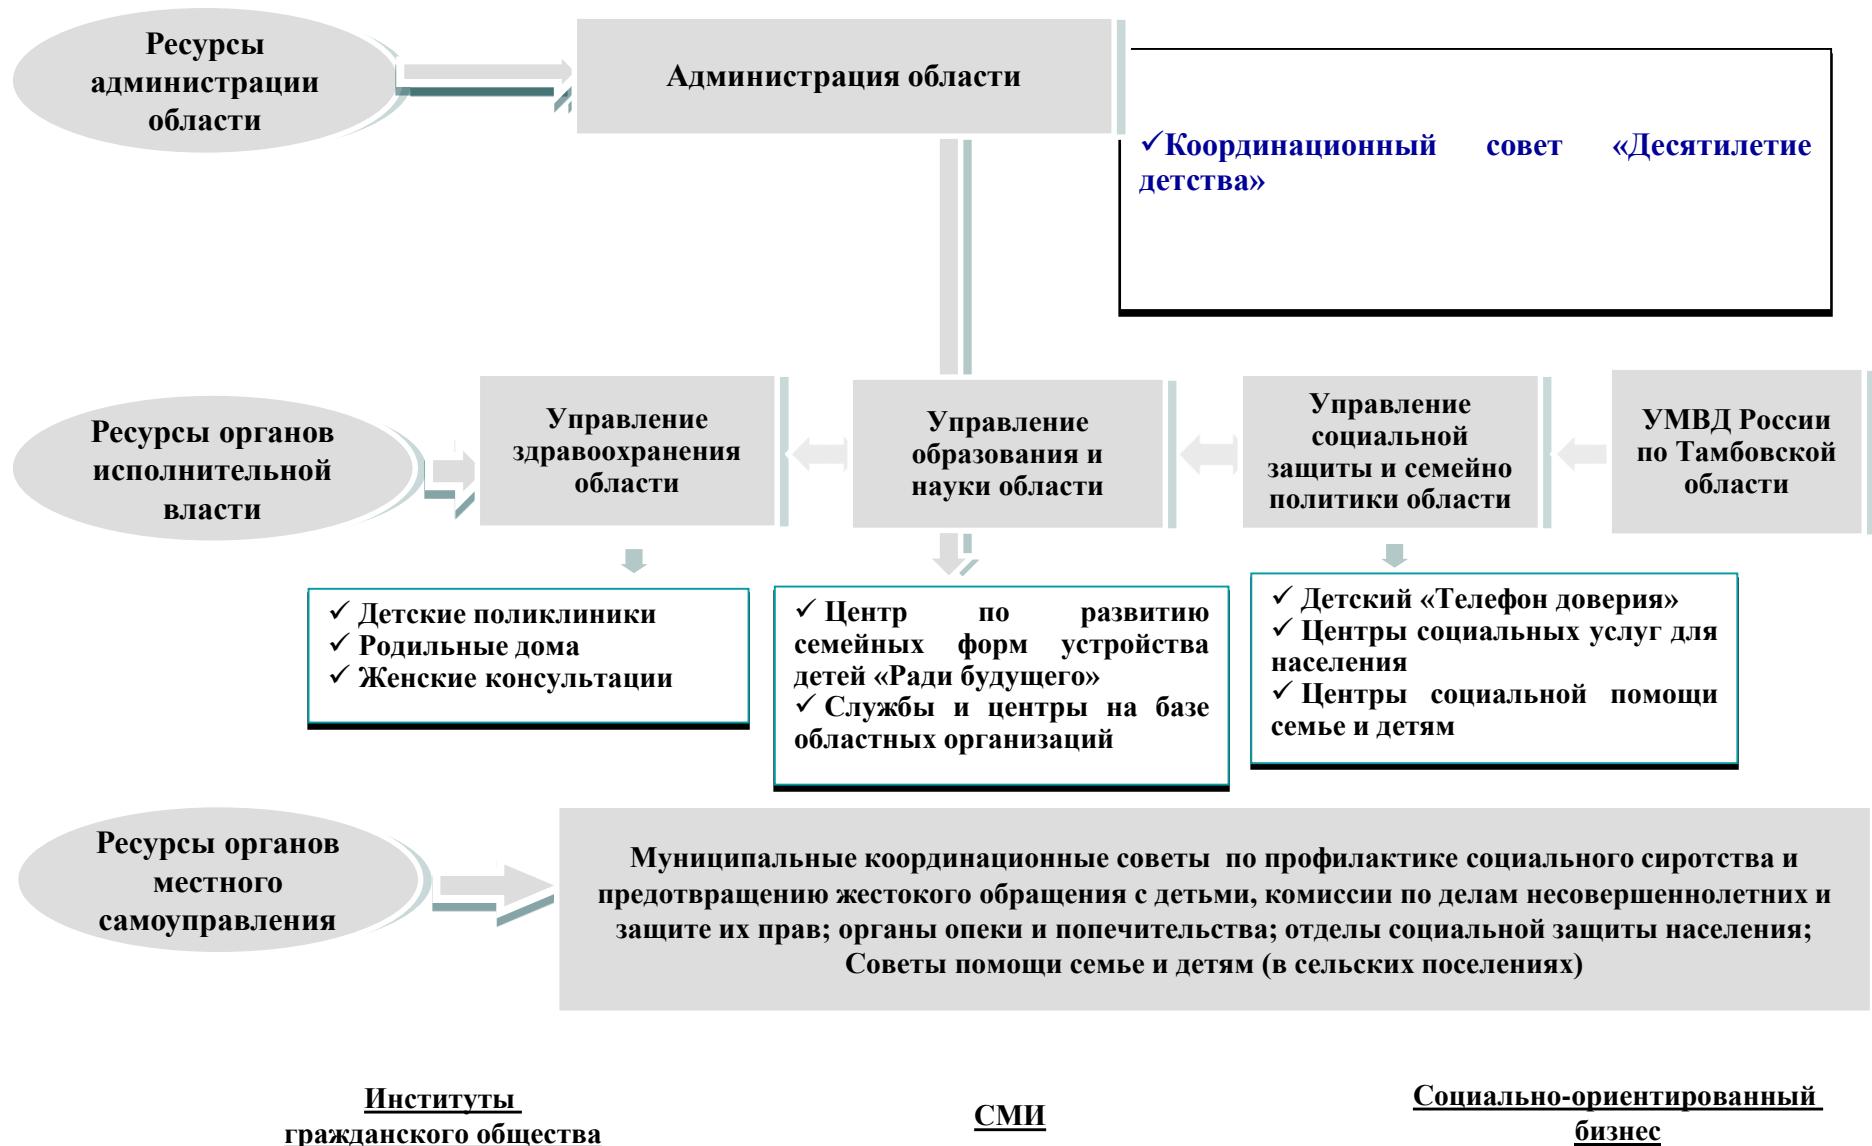 Ресурсы
администрации
области
Администрация области
✓Координационный совет «Десятилетие
детства»
Ресурсы органов
исполнительной
власти
Управление
здравоохранения
области
Управление
образования и
науки области
Управление
социальной
защиты и семейно
политики области
УМВД России
по Тамбовской
области
✓ Детские поликлиники
✓ Родильные дома
✓ Женские консультации
✓ Центр по развитию
семейных форм устройства
детей «Ради будущего»
✓ Службы и центры на базе
областных организаций
✓ Детский «Телефон доверия»
✓ Центры социальных услуг для
населения
✓ Центры социальной помощи
семье и детям
Ресурсы органов
местного
самоуправления
Муниципальные координационные советы по профилактике социального сиротства и
предотвращению жестокого обращения с детьми, комиссии по делам несовершеннолетних и
защите их прав; органы опеки и попечительства; отделы социальной защиты населения;
Советы помощи семье и детям (в сельских поселениях)
Институты
гражданского общества
СМИ
Социально-ориентированный
бизнес